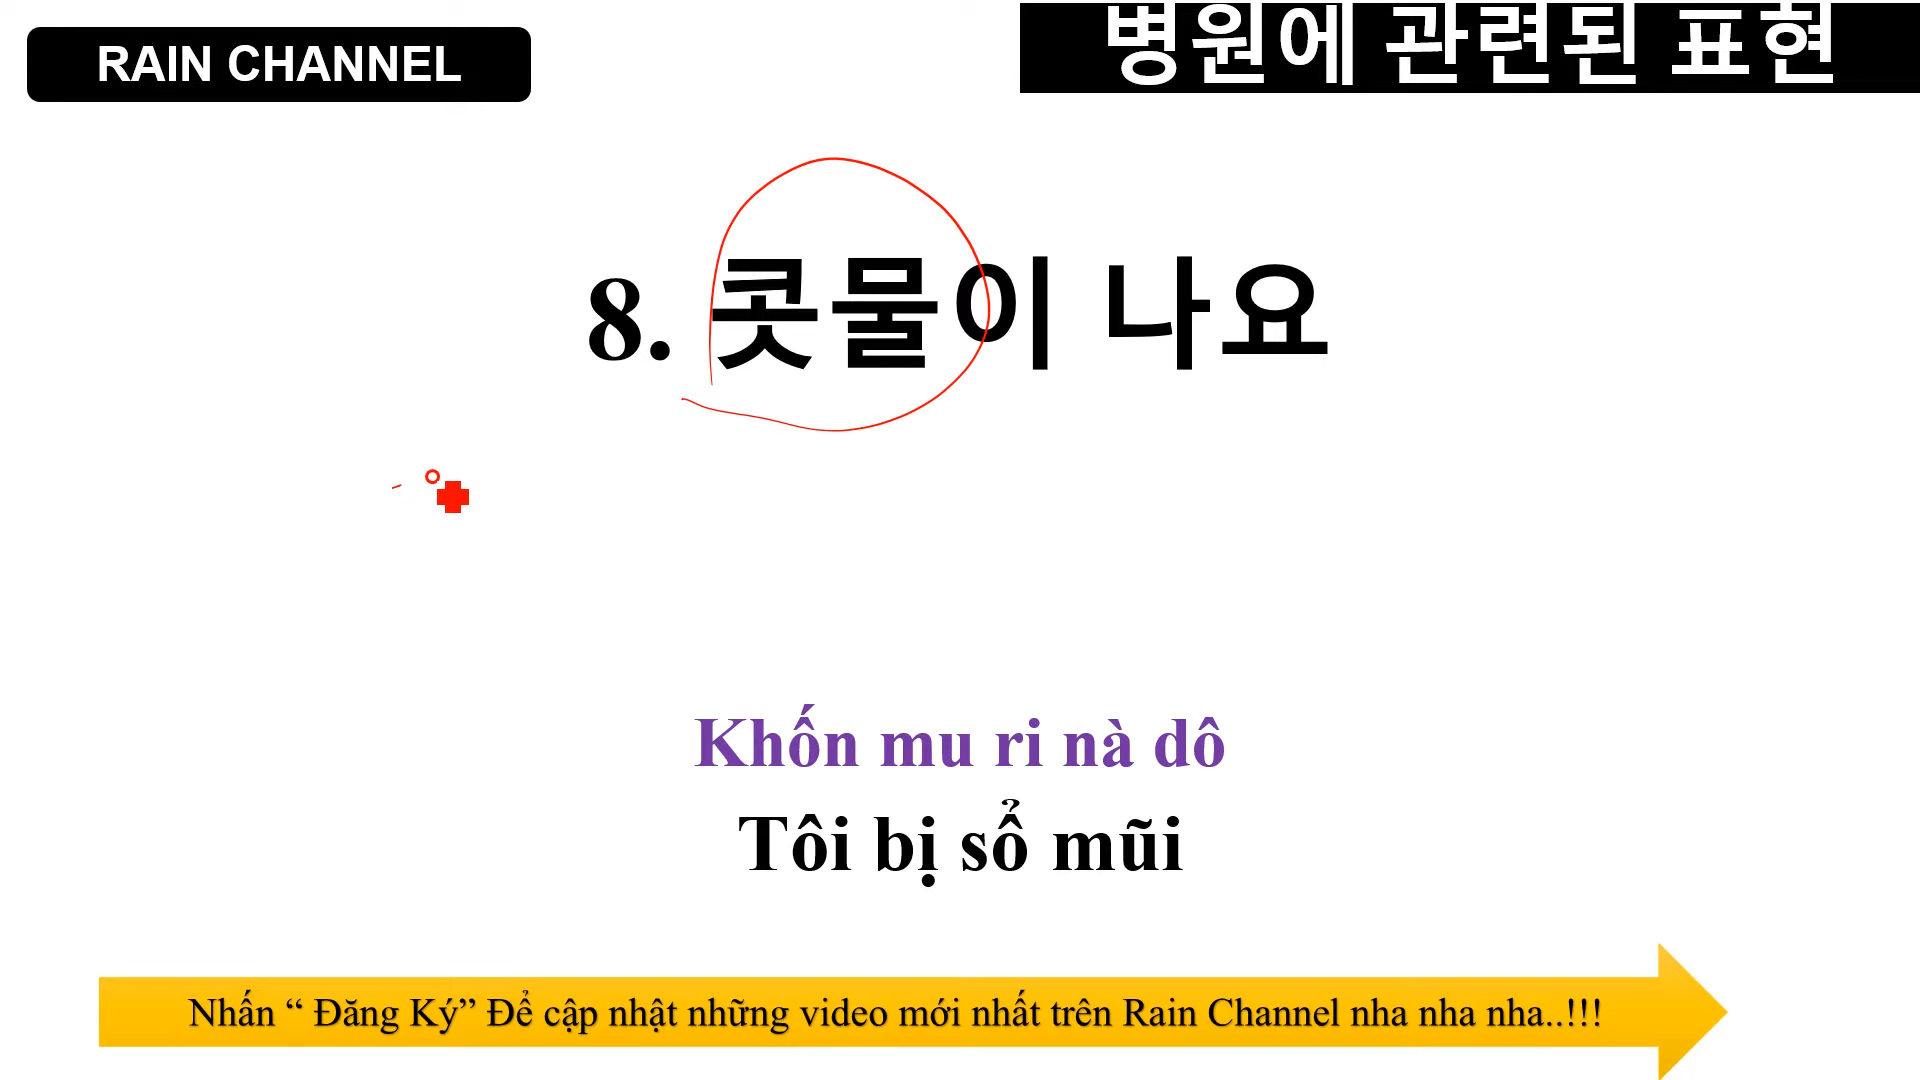 RAIN CHANNEL
병원에 관련된 표현
8. 콧물이 나요
Khốn mu ri nà dô
Tôi bị sổ mũi
Nhấn “ Đăng Ký” Để cập nhật những video mới nhất trên Rain Channel nha nha nha..!!!